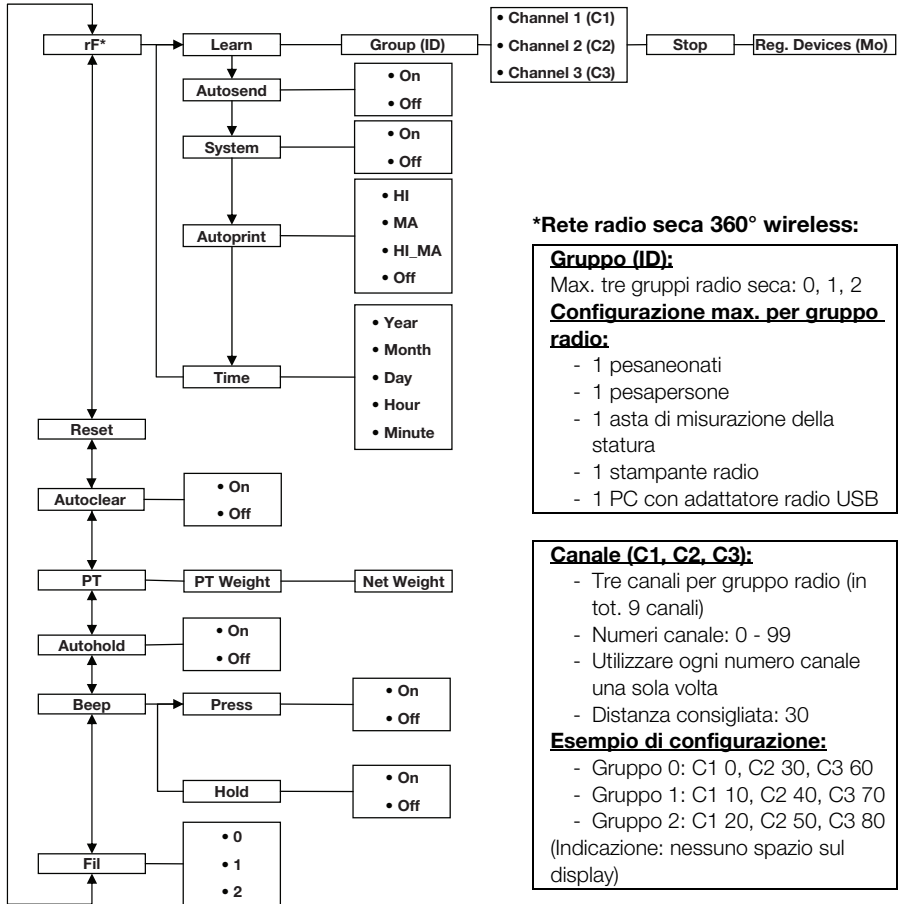 rF*
Learn
Group (ID)
• Channel 1 (C1)
• Channel 2 (C2)
• Channel 3 (C3)
Stop
Reg. Devices (Mo)
Autosend
• On
• Off
System
• On
• Off
Autoprint
• HI
• MA
• HI_MA
• Off
Time
• Year
• Month
• Day
• Hour
• Minute
Reset
Autoclear
• On
• Off
PT
PT Weight
Net Weight
Autohold
• On
• Off
Beep
Press
• On
• Off
Hold
• On
• Off
Fil
• 0
• 1
• 2
*Rete radio seca 360° wireless:
Gruppo (ID):
Max. tre gruppi radio seca: 0, 1, 2
Configurazione max. per gruppo
radio:
- 1 pesaneonati
- 1 pesapersone
- 1 asta di misurazione della
statura
- 1 stampante radio
- 1 PC con adattatore radio USB
Canale (C1, C2, C3):
- Tre canali per gruppo radio (in
tot. 9 canali)
- Numeri canale: 0 - 99
- Utilizzare ogni numero canale
una sola volta
- Distanza consigliata: 30
Esempio di configurazione:
- Gruppo 0: C1 0, C2 30, C3 60
- Gruppo 1: C1 10, C2 40, C3 70
- Gruppo 2: C1 20, C2 50, C3 80
(Indicazione: nessuno spazio sul
display)